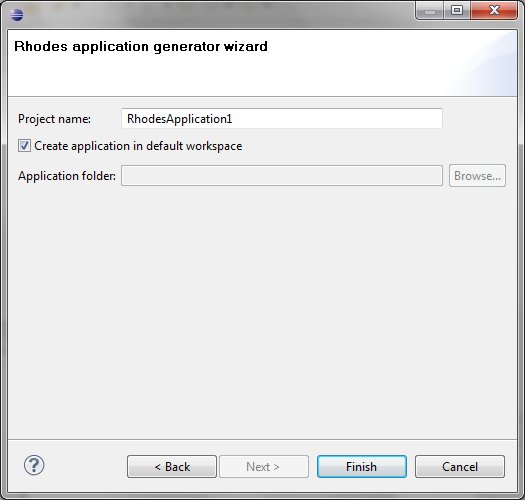 Rhodes application generator wizard
Project name: RhodesApplication1
Create application in default workspace
Application folder: Browse...
? < Back Next > Finish Cancel